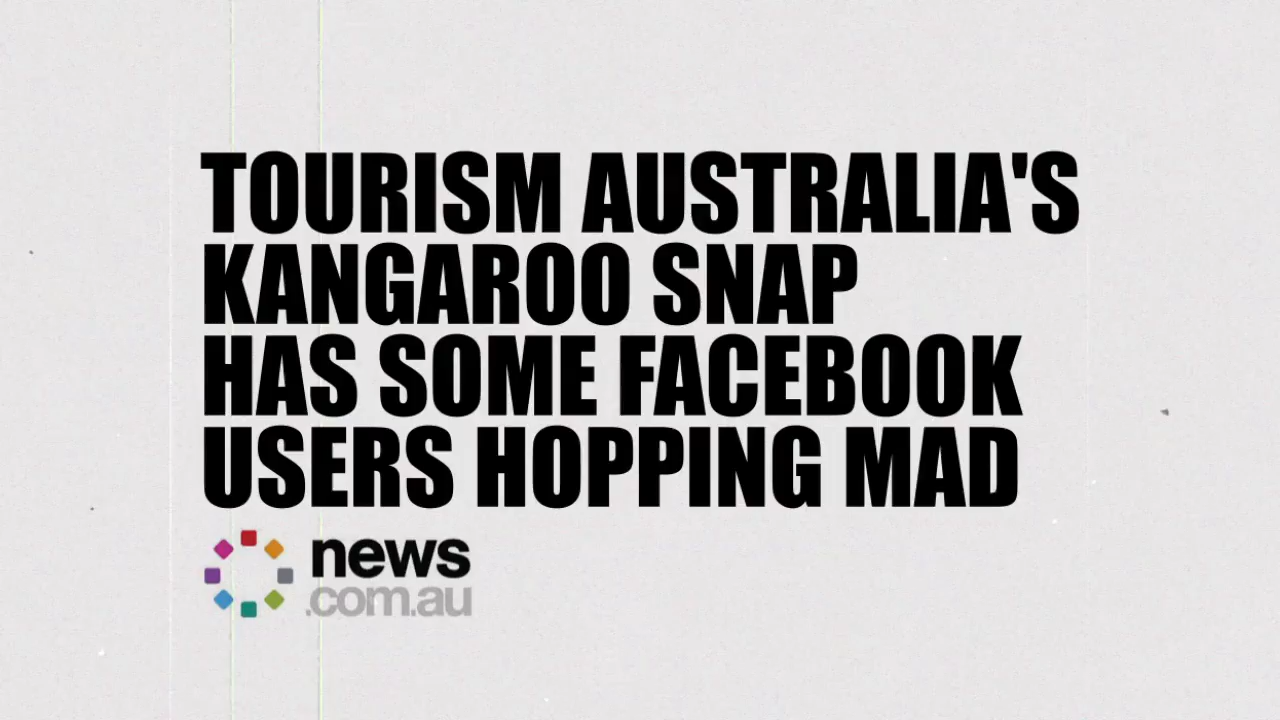 TOURISM AUSTRALIA'S
KANGAROO SNAP
HAS SOME FACEBOOK
USERS HOPPING MAD
news
.com.au